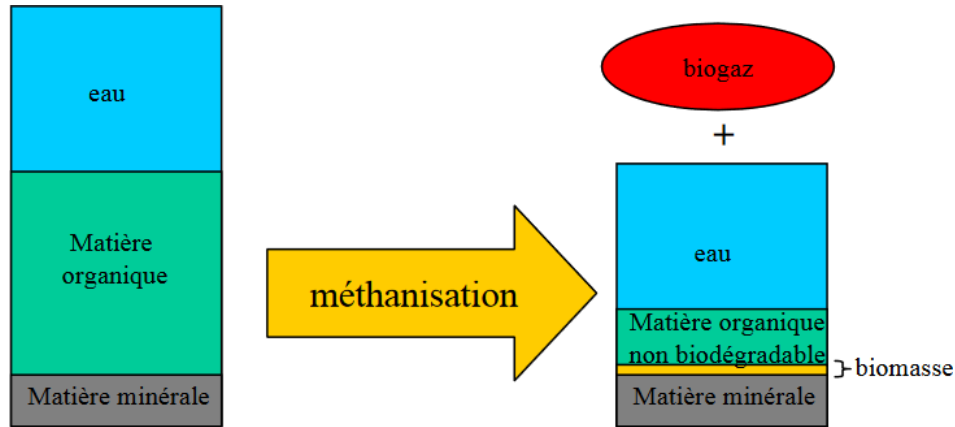 eau
Matière
organique
Matière minérale
méthanisation
biogaz
+
eau
Matière organique
non biodégradable
biomasse
Matière minérale